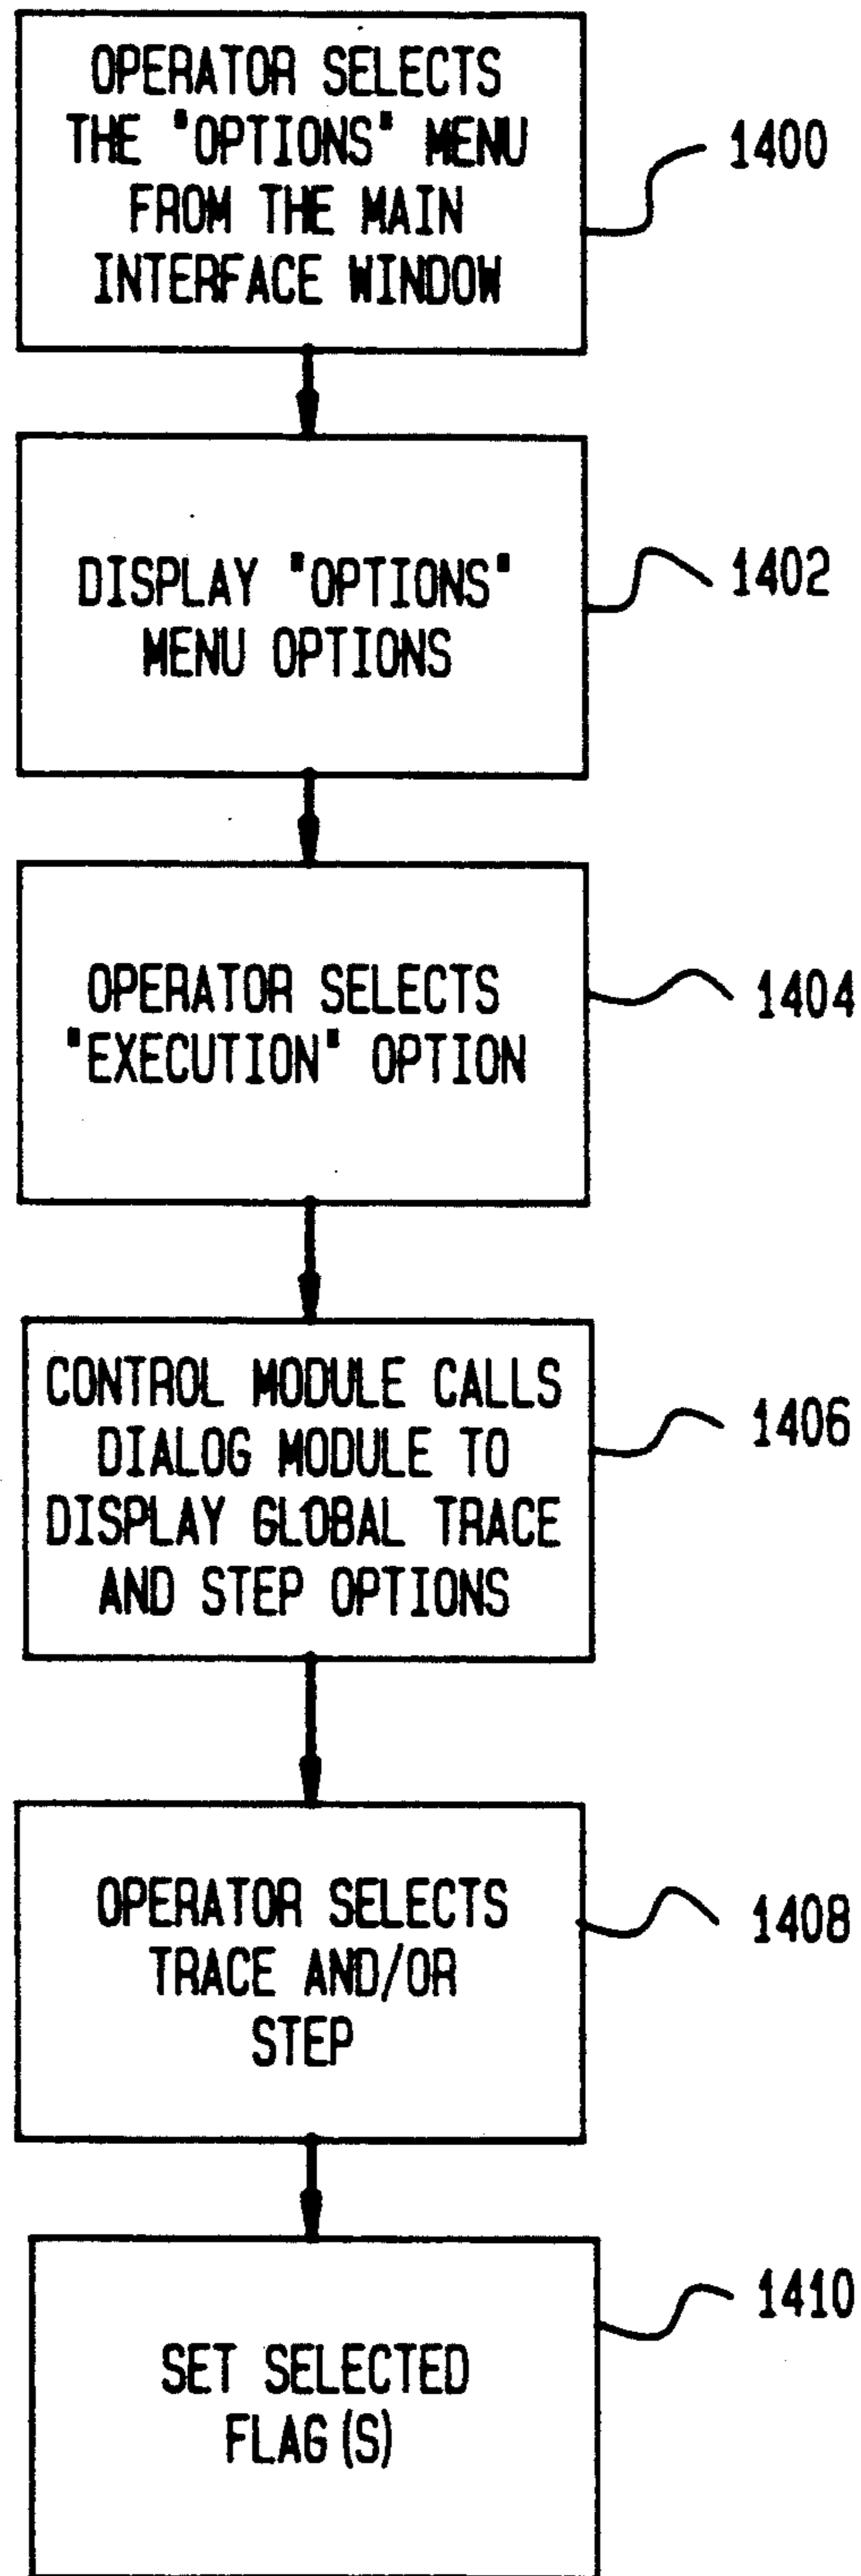 OPERATOR SELECTS
THE "OPTIONS" MENU
FROM THE MAIN
INTERFACE WINDOW
1400
DISPLAY "OPTIONS"
MENU OPTIONS
1402
OPERATOR SELECTS
"EXECUTION" OPTION
1404
CONTROL MODULE CALLS
DIALOG MODULE TO
DISPLAY GLOBAL TRACE
AND STEP OPTIONS
1406
OPERATOR SELECTS
TRACE AND/OR
STEP
1408
SET SELECTED
FLAG(S)
1410